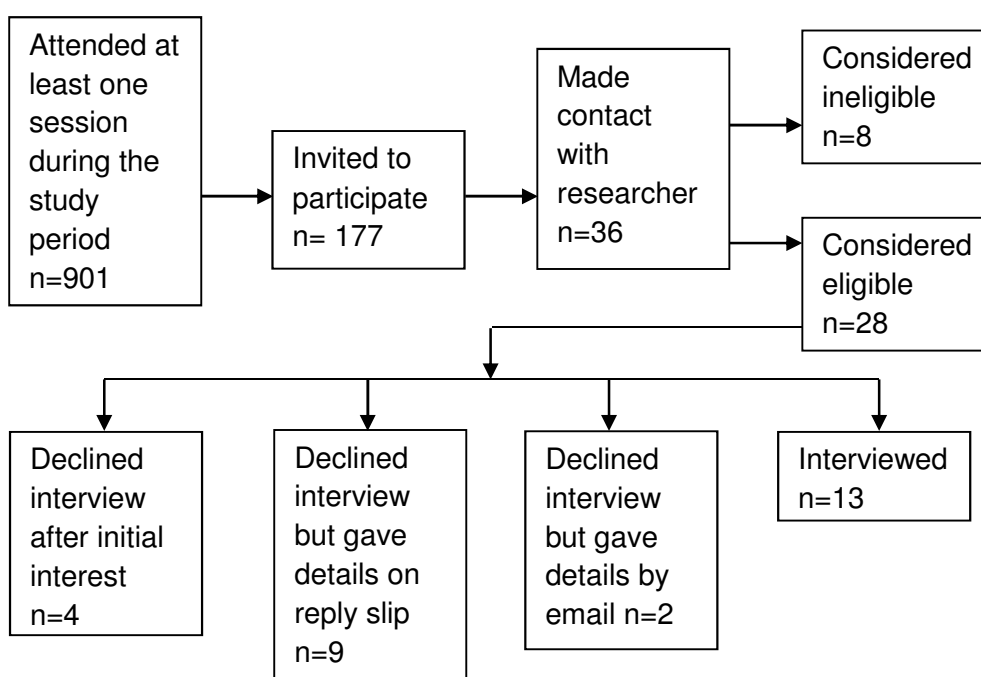 Attended at
least one
session
during the
study
period
n=901
Invited to
participate
n= 177
Made
contact
with
researcher
n=36
Considered
ineligible
n=8
Considered
eligible
n=28
Declined
interview
after initial
interest
n=4
Declined
interview
but gave
details on
reply slip
n=9
Declined
interview
but gave
details by
email n=2
Interviewed
n=13